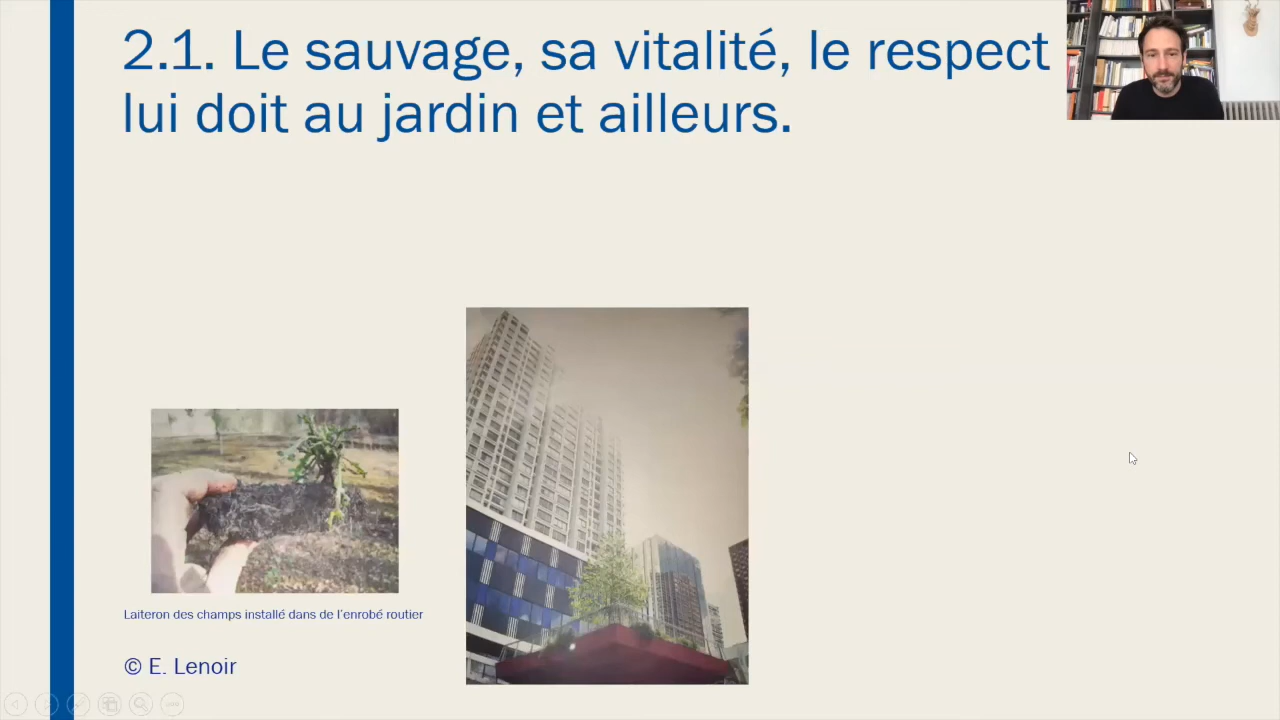 2.1. Le sauvage, sa vitalité, le respect
lui doit au jardin et ailleurs.
Laiteron des champs installé dans de l'enrobé routier
© E. Lenoir